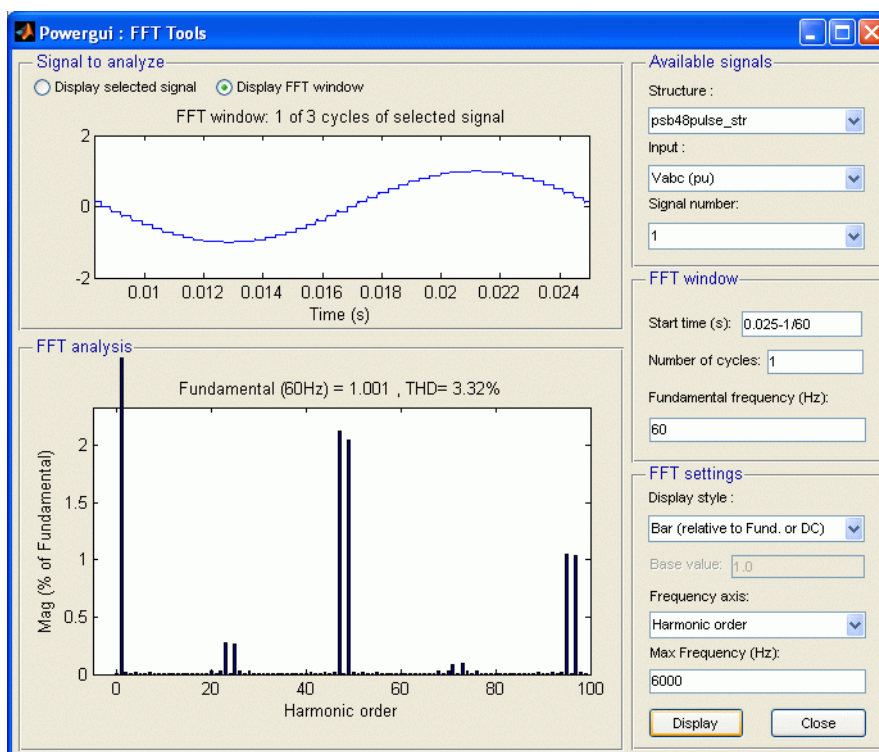 Powergui : FFT Tools
Signal to analyze
Display selected signal
Display FFT window
FFT window: 1 of 3 cycles of selected signal
2
0
-2
0.01 0.012 0.014 0.016 0.018 0.02 0.022 0.024
Time (s)
FFT analysis
Fundamental (60Hz) = 1.001 , THD= 3.32%
2
1.5
1
0.5
0
0 20 40 60 80 100
Harmonic order
Mag (% of Fundamental)
Available signals
Structure :
psb48pulse_str
Input :
Vabc (pu)
Signal number:
1
FFT window
Start time (s): 0.025-1/60
Number of cycles: 1
Fundamental frequency (Hz):
60
FFT settings
Display style :
Bar (relative to Fund. or DC)
Base value: 1.0
Frequency axis:
Harmonic order
Max Frequency (Hz):
6000
Display Close